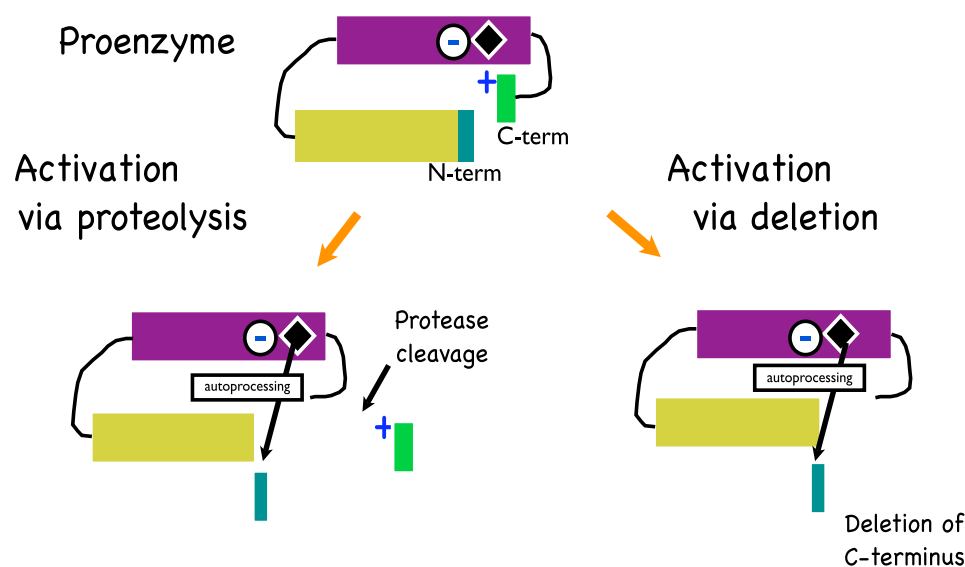 Proenzyme
-
+
C-term
N-term
Activation
via proteolysis
Activation
via deletion
-
autoprocessing
Protease
cleavage
+
-
autoprocessing
Deletion of
C-terminus